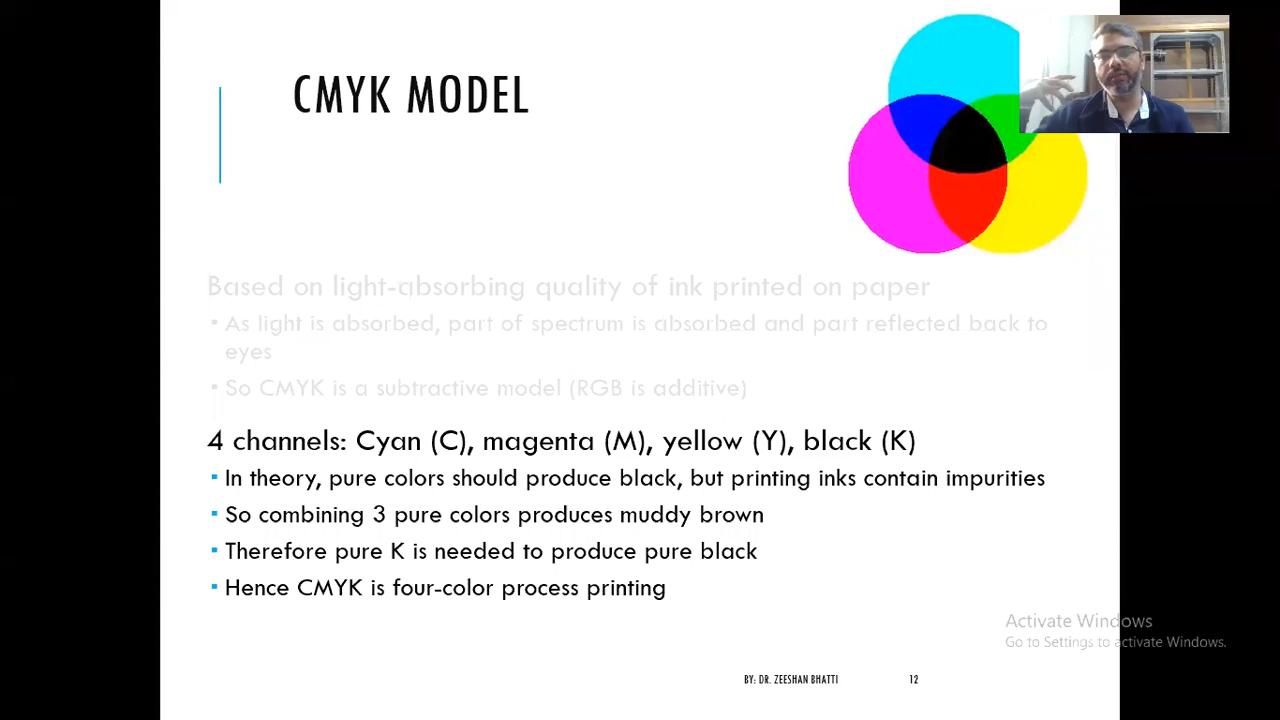 CMYK MODEL
Based on light-absorbing quality of ink printed on paper
As light is absorbed, part of spectrum is absorbed and part reflected back to
eyes
So CMYK is a subtractive model (RGB is additive)
4 channels: Cyan (C), magenta (M), yellow (Y), black (K)
In theory, pure colors should produce black, but printing inks contain impurities
So combining 3 pure colors produces muddy brown
Therefore pure K is needed to produce pure black
Hence CMYK is four-color process printing
Activate Windows
Go to Settings to activate Windows.
BY: DR. ZEESHAN BHATTI
12